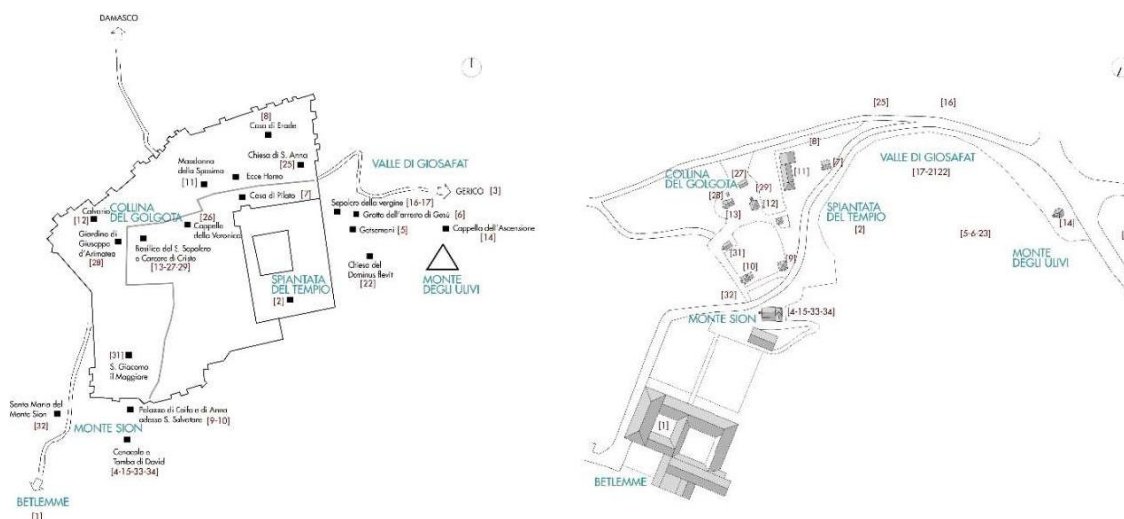 DAMASCO
[8]
Casa di Erode
Chiesa di S. Anna
[25]
Madonna
dello Spasimo
[11]
Ecce Homo
VALLE DI GIOSAFAT
GERICO [3]
Casa di Pilato [7]
Sepolcro della vergine [16-17]
Grotta dell'arresto di Gesù [6]
Getsemani [5]
Cappella dell'Ascensione
[14]
COLLINA
DEL GOLGOTA
Calvario
[12]
[26]
Cappella
della Veronica
Giardino di
Giuseppe
d'Arimatea
[28]
Basilica del S. Sepolcro
e Carcere di Cristo
[13-27-29]
Chiesa del
Dominus flevit
[22]
SPIANTATA
DEL TEMPIO
[2]
MONTE
DEGLI ULIVI
[31]
S. Giacomo
il Maggiore
Santa Maria del
Monte Sion
[32]
Palazzo di Caifa e di Anna
adesso S. Salvatore [9-10]
MONTE SION
Cenacolo e
Tomba di David
[4-15-33-34]
BETLEMME
[1]
[25]
[16]
[8]
[11]
[7]
VALLE DI GIOSAFAT
[17-2122]
[27]
COLLINA
DEL GOLGOTA
[28]
[29]
[12]
[13]
SPIANTATA
DEL TEMPIO
[2]
[14]
[5-6-23]
MONTE
DEGLI ULIVI
[31]
[10]
[9]
[32]
MONTE SION
[4-15-33-34]
[1]
BETLEMME